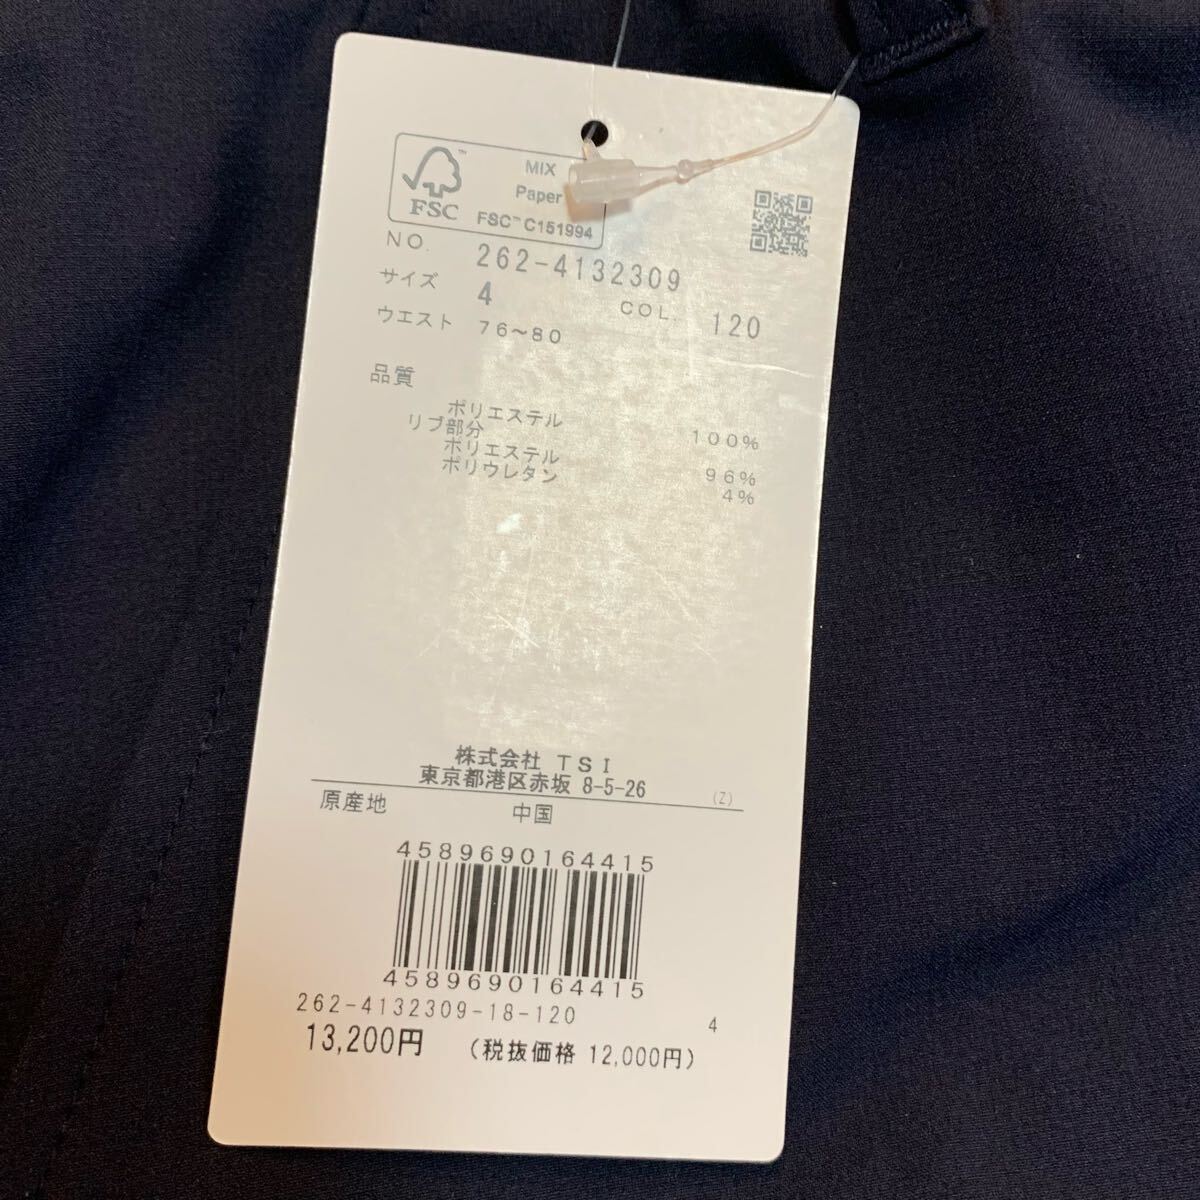 FSC™
MIX
Paper
FSC™ C151994
NO. 262-4132309
サイズ 4 COL. 120
ウエスト 76～80
品質
ポリエステル 100%
リブ部分
ポリエステル 96%
ポリウレタン 4%
株式会社 TSI
東京都港区赤坂 8-5-26 (Z)
原産地 中国
4589690164415
4589690164415
262-4132309-18-120 4
13,200円 (税抜価格 12,000円)